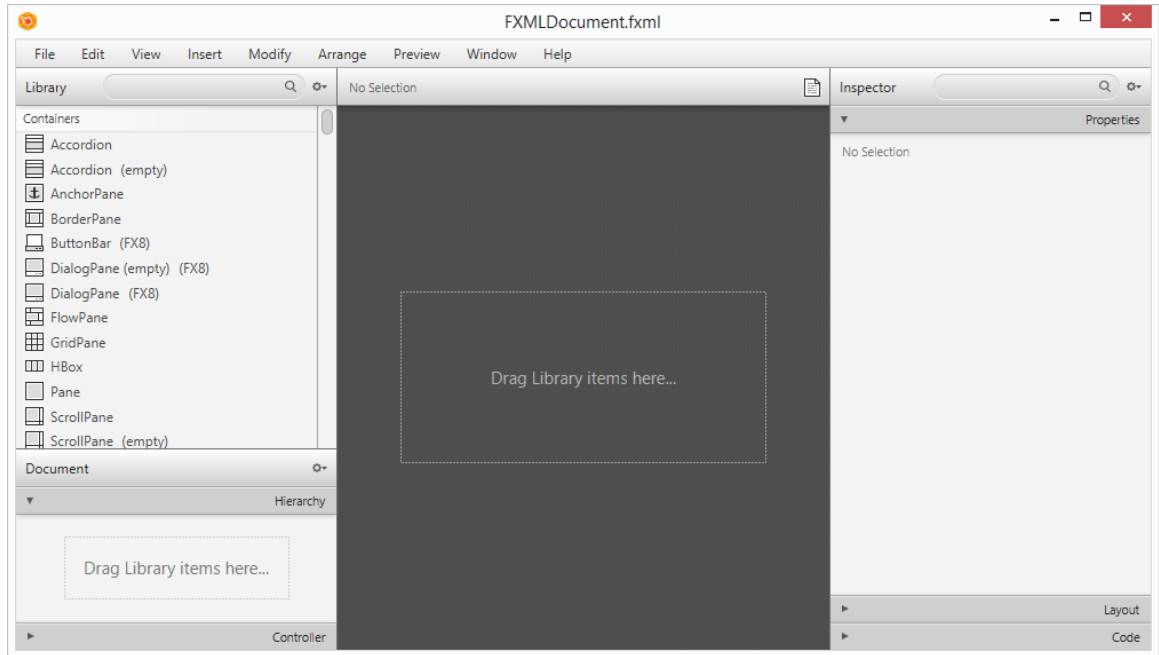 FXMLDocument.fxml
File Edit View Insert Modify Arrange Preview Window Help
Library
No Selection
Inspector
Containers
Accordion
Accordion (empty)
AnchorPane
BorderPane
ButtonBar (FX8)
DialogPane (empty) (FX8)
DialogPane (FX8)
FlowPane
GridPane
HBox
Pane
ScrollPane
ScrollPane (empty)
Document
Hierarchy
Drag Library items here...
Controller
Drag Library items here...
Properties
No Selection
Layout
Code